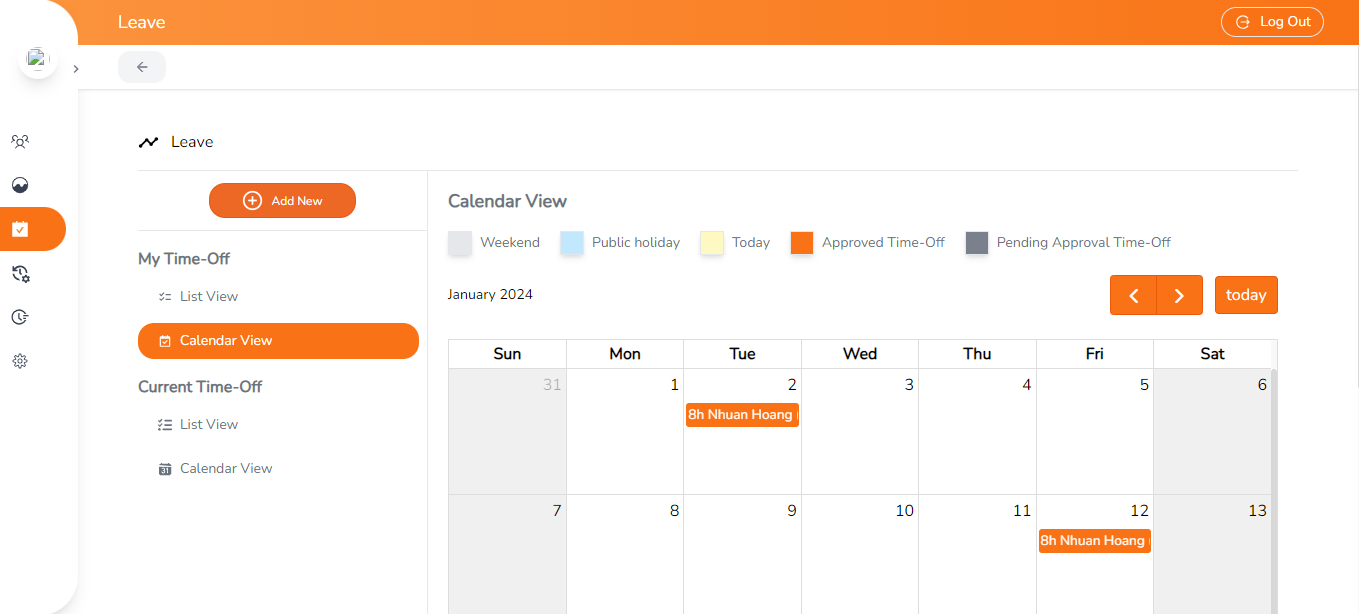 Leave
Log Out
Leave
Add New
My Time-Off
List View
Calendar View
Current Time-Off
List View
Calendar View
Calendar View
Weekend Public holiday Today Approved Time-Off Pending Approval Time-Off
January 2024
today
Sun Mon Tue Wed Thu Fri Sat
31 1 2 3 4 5 6
8h Nhuan Hoang
7 8 9 10 11 12 13
8h Nhuan Hoang